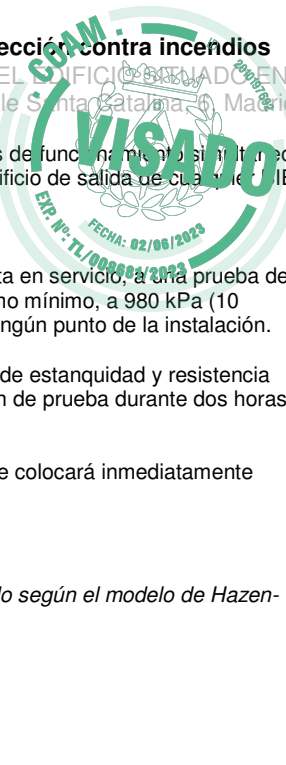 ección contra incendios
EL EDIFICIO SITUADO EN
le Santa Catalina, 6, Madri
COAM
VISADO
EXP. Nº: TL/009681/2023
FECHA: 02/06/2023
s de funcionamiento simultáneo
ificio de salida de cualquier BIE
ta en servicio, a una prueba de
mo mínimo, a 980 kPa (10
ngún punto de la instalación.
de estanquidad y resistencia
n de prueba durante dos horas
e colocará inmediatamente
lo según el modelo de Hazen-